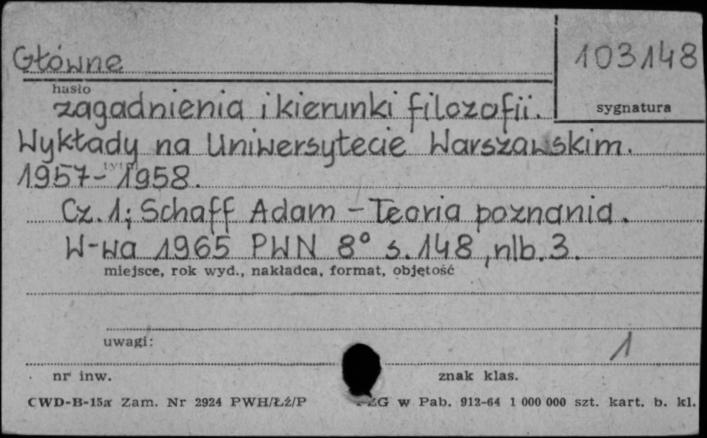 Główne
103148
hasło
sygnatura
zagadnienia i kierunki filozofii.
Wykłady na Uniwersytecie Warszawskim.
tytuł
1957-1958.
Cz. 1; Schaff Adam - Teoria poznania.
W-wa 1965 PWN 8° s. 148, nlb. 3.
miejsce, rok wyd., nakładca, format, objętość
uwagi:
1
nr inw.
znak klas.
CWD-B-15a Zam. Nr 2924 PWH/Łź/P
w Pab. 912-64 1 000 000 szt. kart. b. kl.